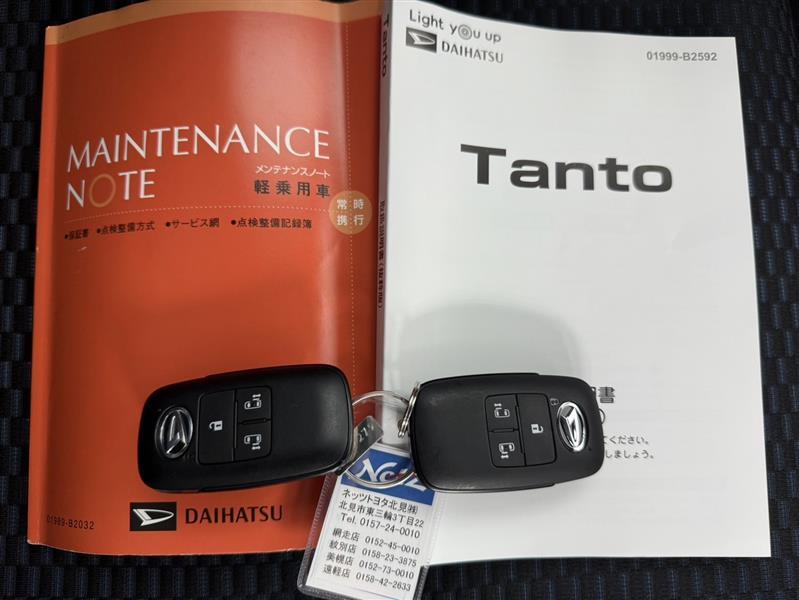 MAINTENANCE
NOTE
メンテナンスノート
軽乗用車
常時
携行
•保証書 •点検整備方式 •サービス網 •点検整備記録簿
01999-B2032
DAIHATSU
Tanto
Light you up
DAIHATSU
01999-B2592
Tanto
書
てください。
しましょう。
ネッツトヨタ北見㈱
北見市東三輪3丁目22
Tel. 0157-24-0010
網走店 0152-45-0010
紋別店 0158-23-3875
美幌店 0152-73-0010
遠軽店 0158-42-2633